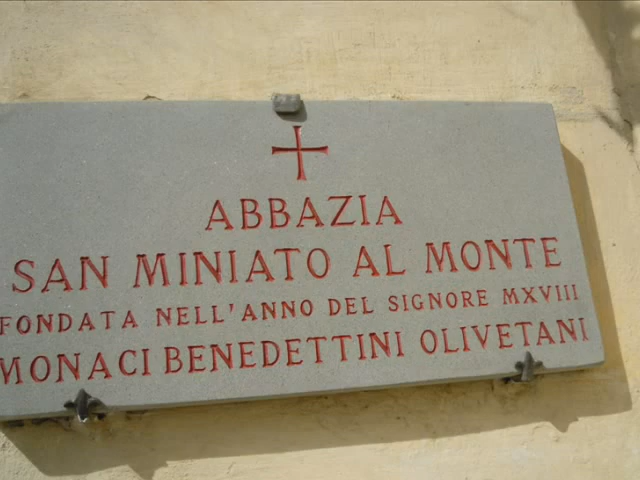 ABBAZIA
SAN MINIATO AL MONTE
FONDATA NELL'ANNO DEL SIGNORE MXVIII
MONACI BENEDETTINI OLIVETANI